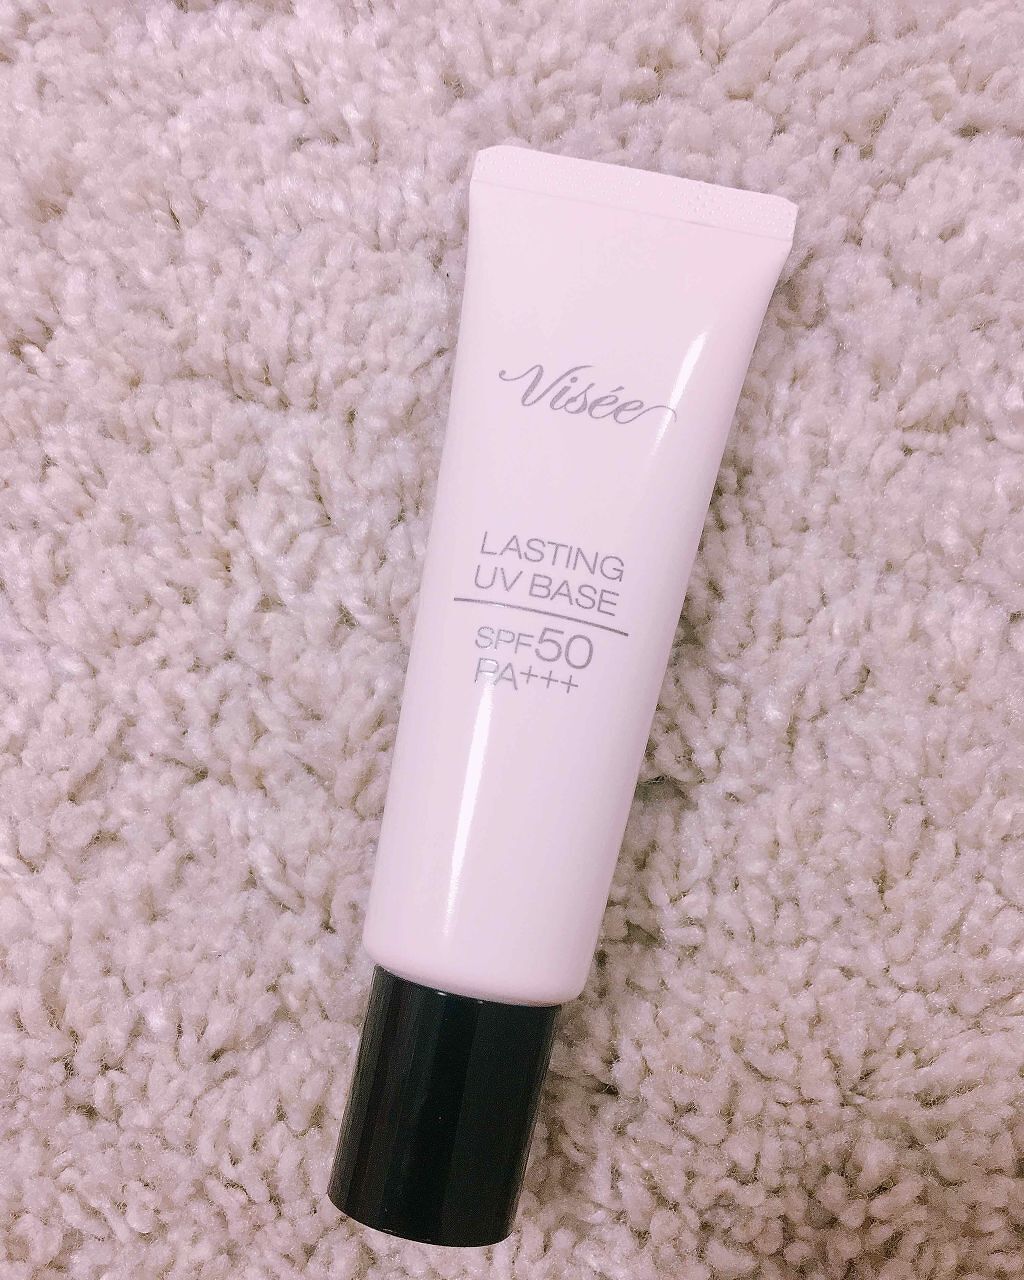 Visée
LASTING
UV BASE
SPF50
PA+++